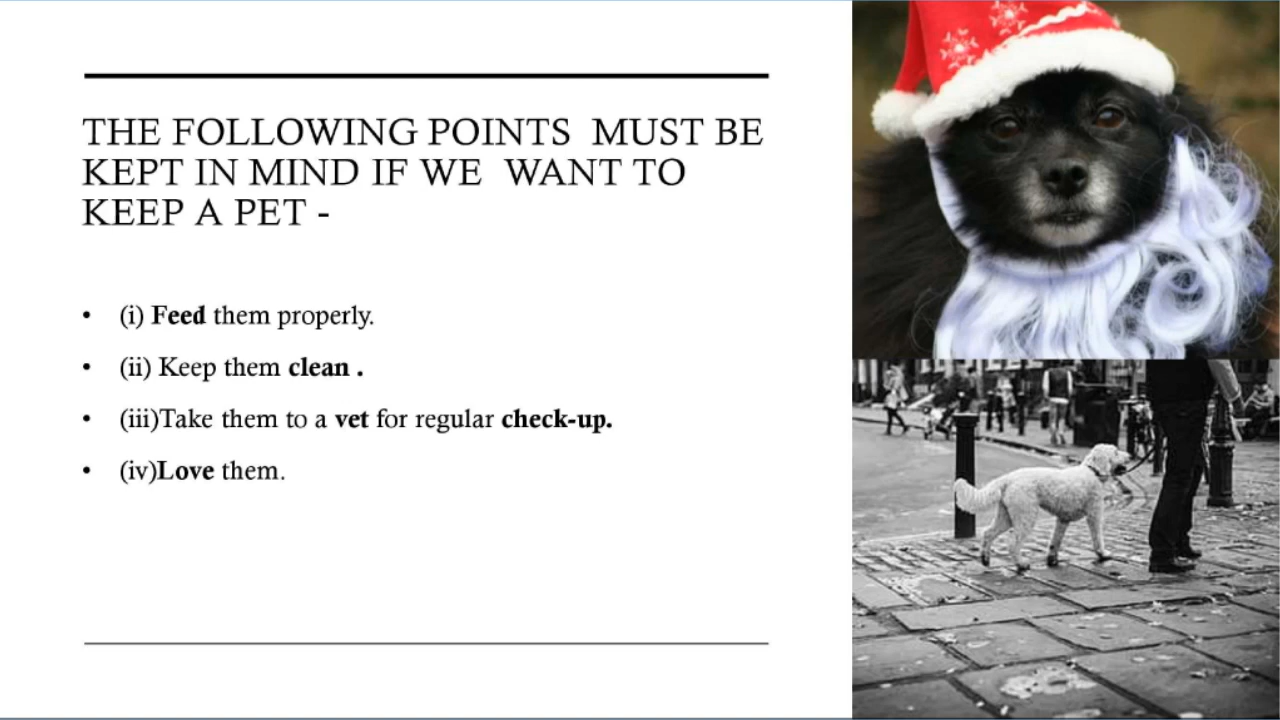 THE FOLLOWING POINTS MUST BE
KEPT IN MIND IF WE WANT TO
KEEP A PET -
• (i) Feed them properly.
• (ii) Keep them clean .
• (iii)Take them to a vet for regular check-up.
• (iv)Love them.